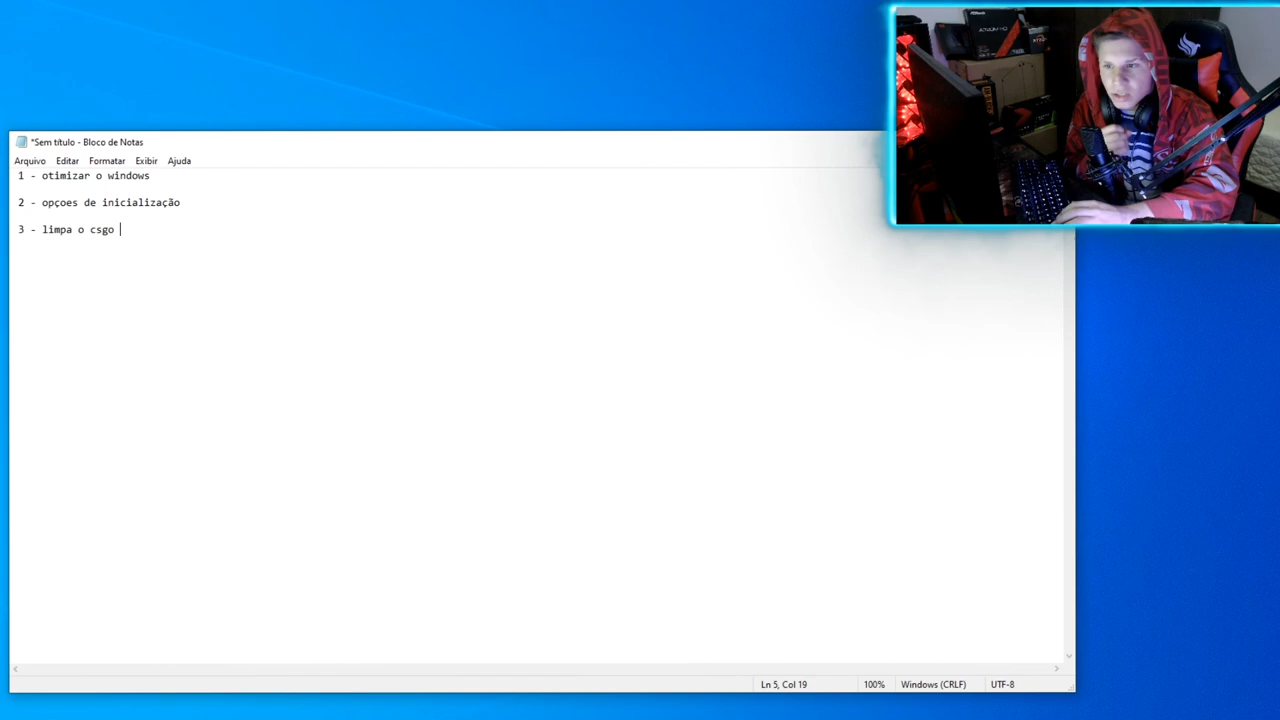 *Sem título - Bloco de Notas
Arquivo Editar Formatar Exibir Ajuda
1 - otimizar o windows
2 - opçoes de inicialização
3 - limpa o csgo
Ln 5, Col 19 100% Windows (CRLF) UTF-8